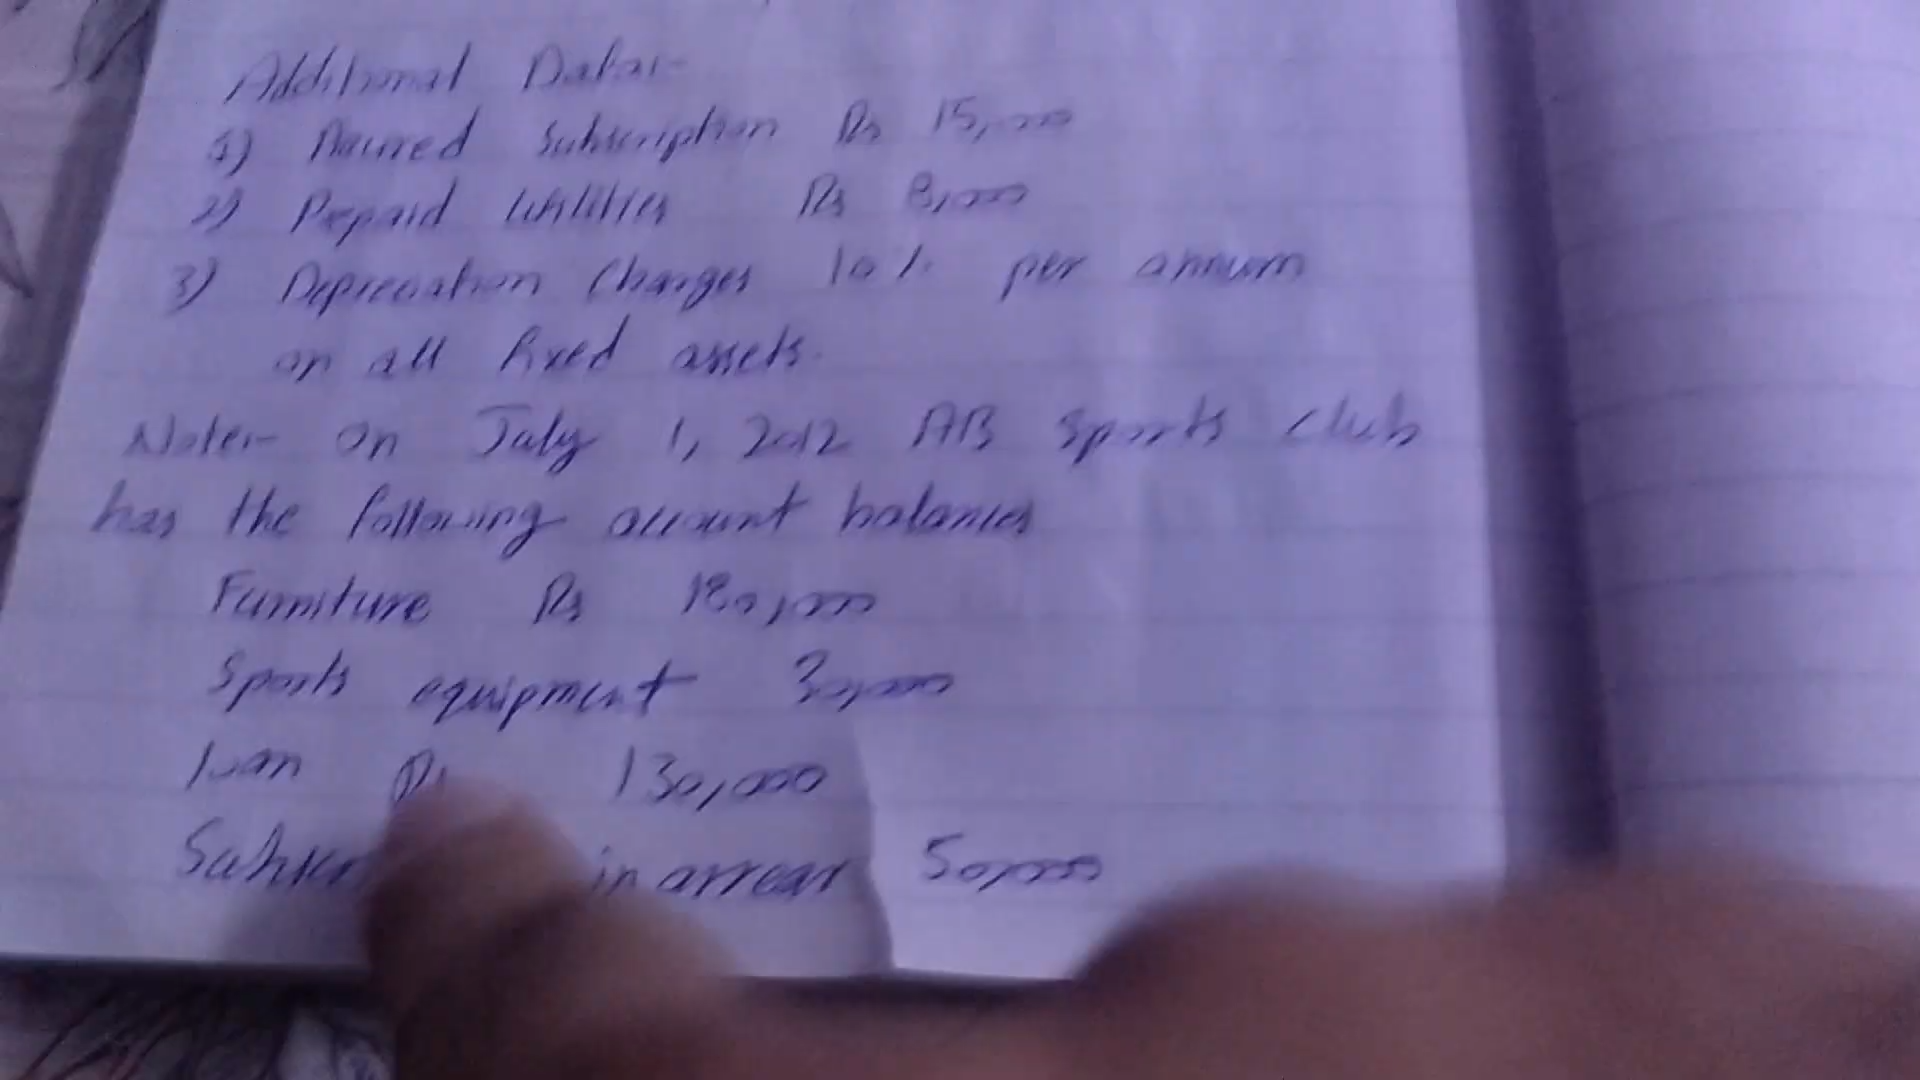 Additional Data:-
1) Accrued Subscription Rs 15,000
2) Prepaid Utilities Rs 8,000
3) Depreciation Charges 10% per annum
on all fixed assets.
Note:- on July 1, 2012 AB Sports Club
has the following account balances
Furniture Rs 180,000
Sports equipment 30,000
loan Rs 130,000
in arrear 50,000